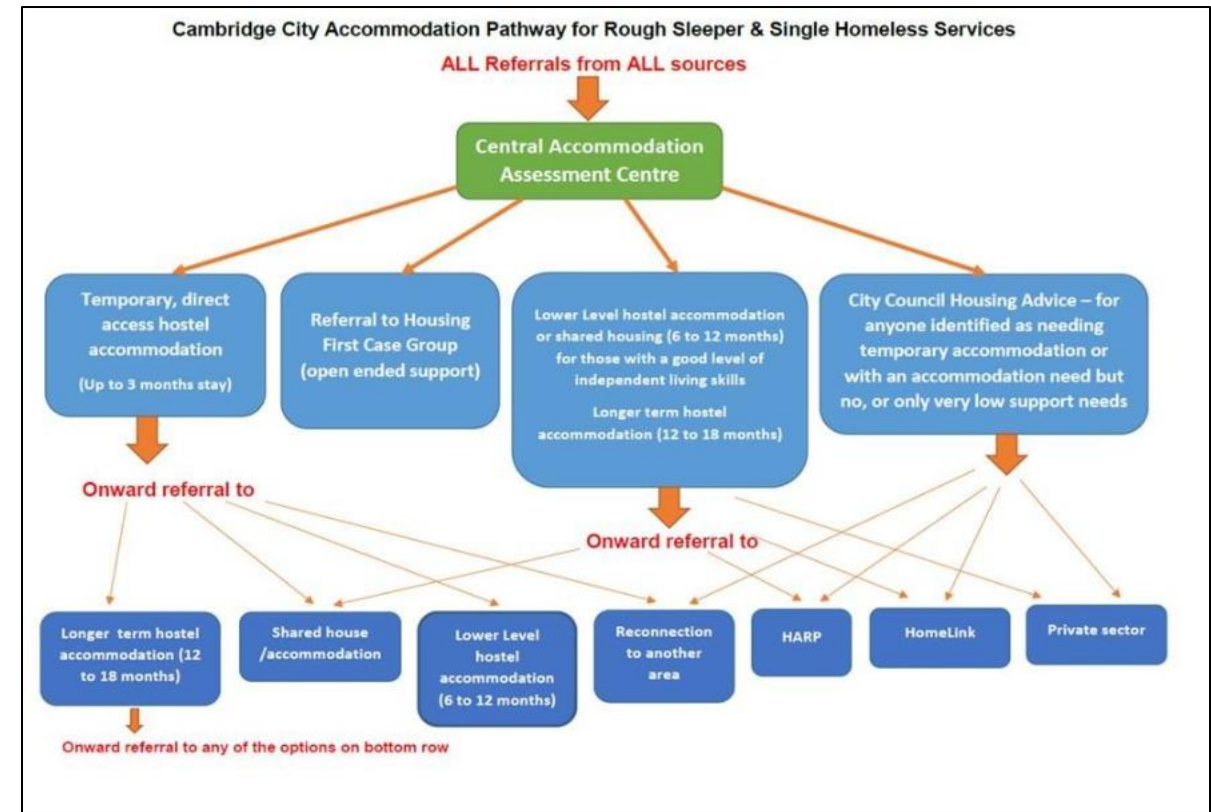 Cambridge City Accommodation Pathway for Rough Sleeper & Single Homeless Services
ALL Referrals from ALL sources
Central Accommodation
Assessment Centre
Temporary, direct
access hostel
accommodation
(Up to 3 months stay)
Referral to Housing
First Case Group
(open ended support)
Lower Level hostel accommodation
or shared housing (6 to 12 months)
for those with a good level of
independent living skills
Longer term hostel
accommodation (12 to 18 months)
City Council Housing Advice – for
anyone identified as needing
temporary accommodation or
with an accommodation need but
no, or only very low support needs
Onward referral to
Onward referral to
Longer term hostel
accommodation (12
to 18 months)
Shared house
/accommodation
Lower Level
hostel
accommodation
(6 to 12 months)
Reconnection
to another
area
HARP
HomeLink
Private sector
Onward referral to any of the options on bottom row